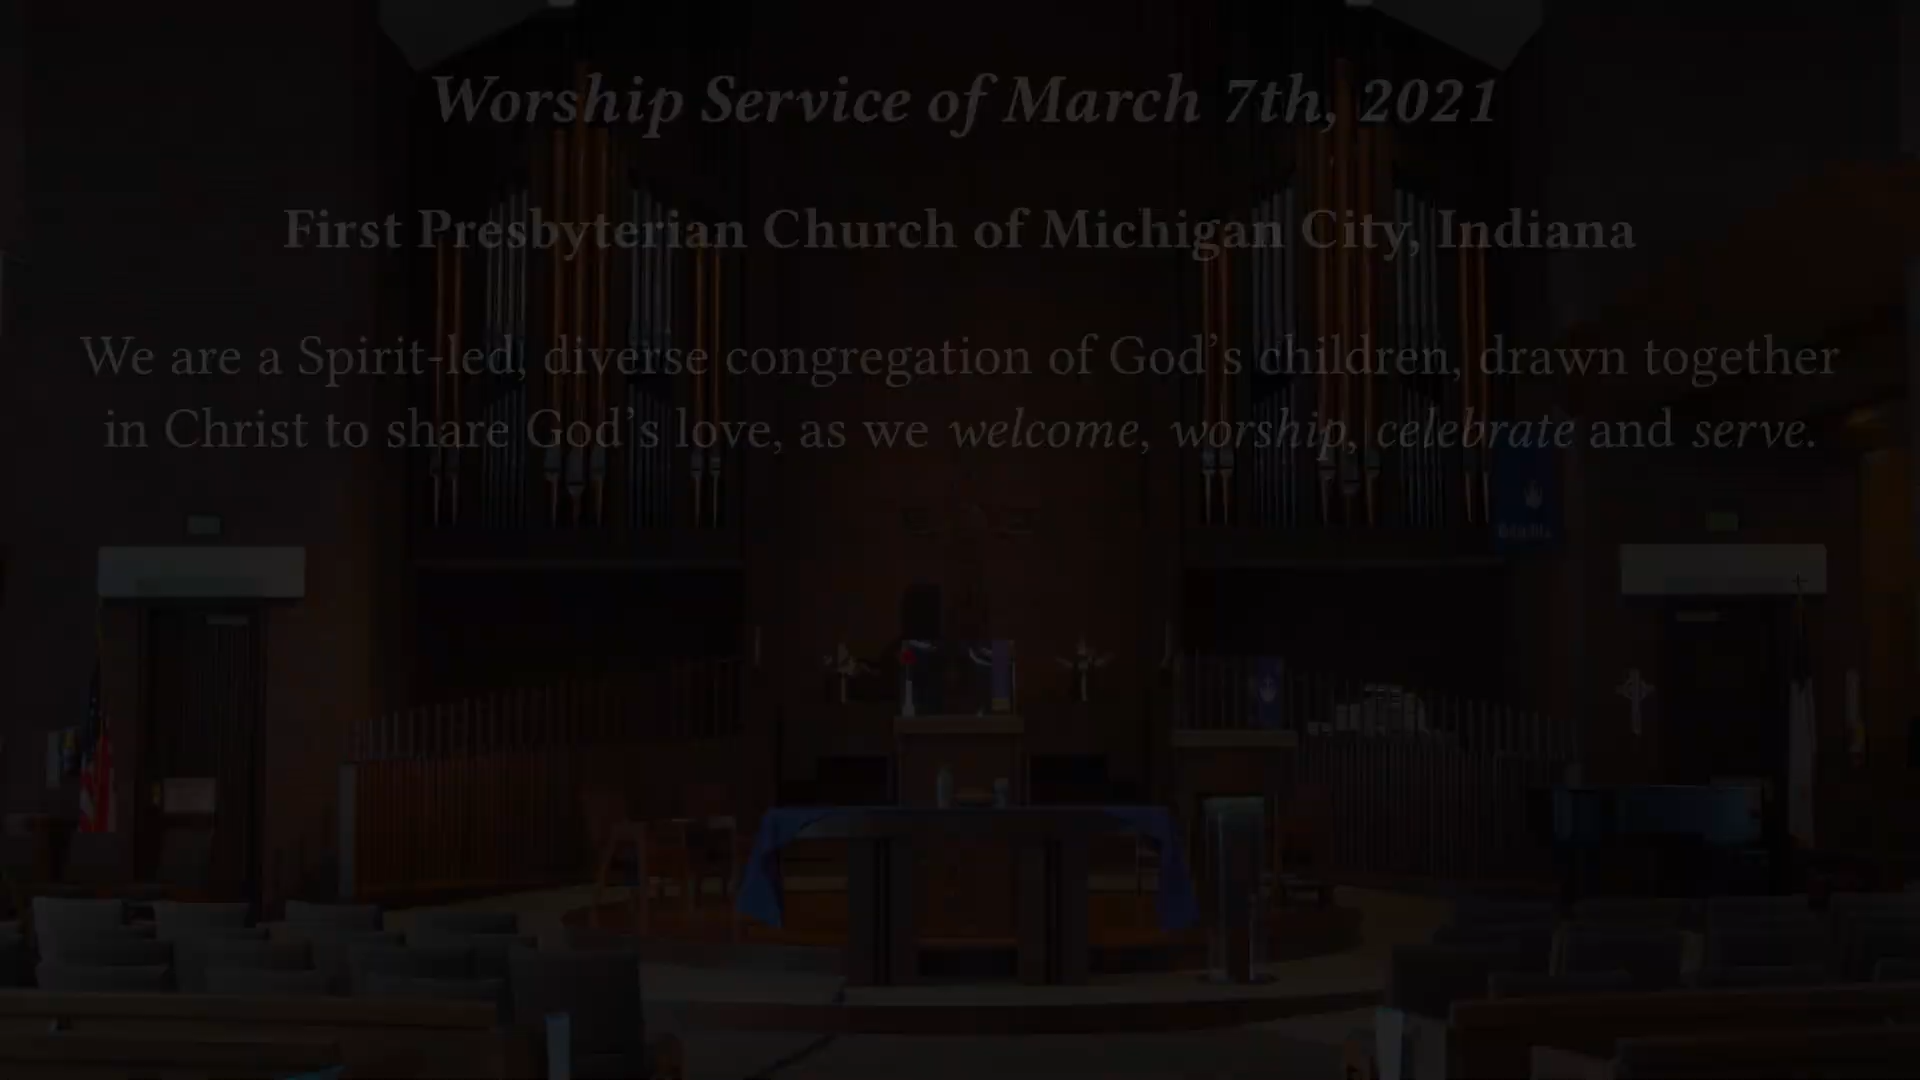 Worship Service of March 7th, 2021
First Presbyterian Church of Michigan City, Indiana
We are a Spirit-led, diverse congregation of God's children, drawn together
in Christ to share God's love, as we welcome, worship, celebrate and serve.